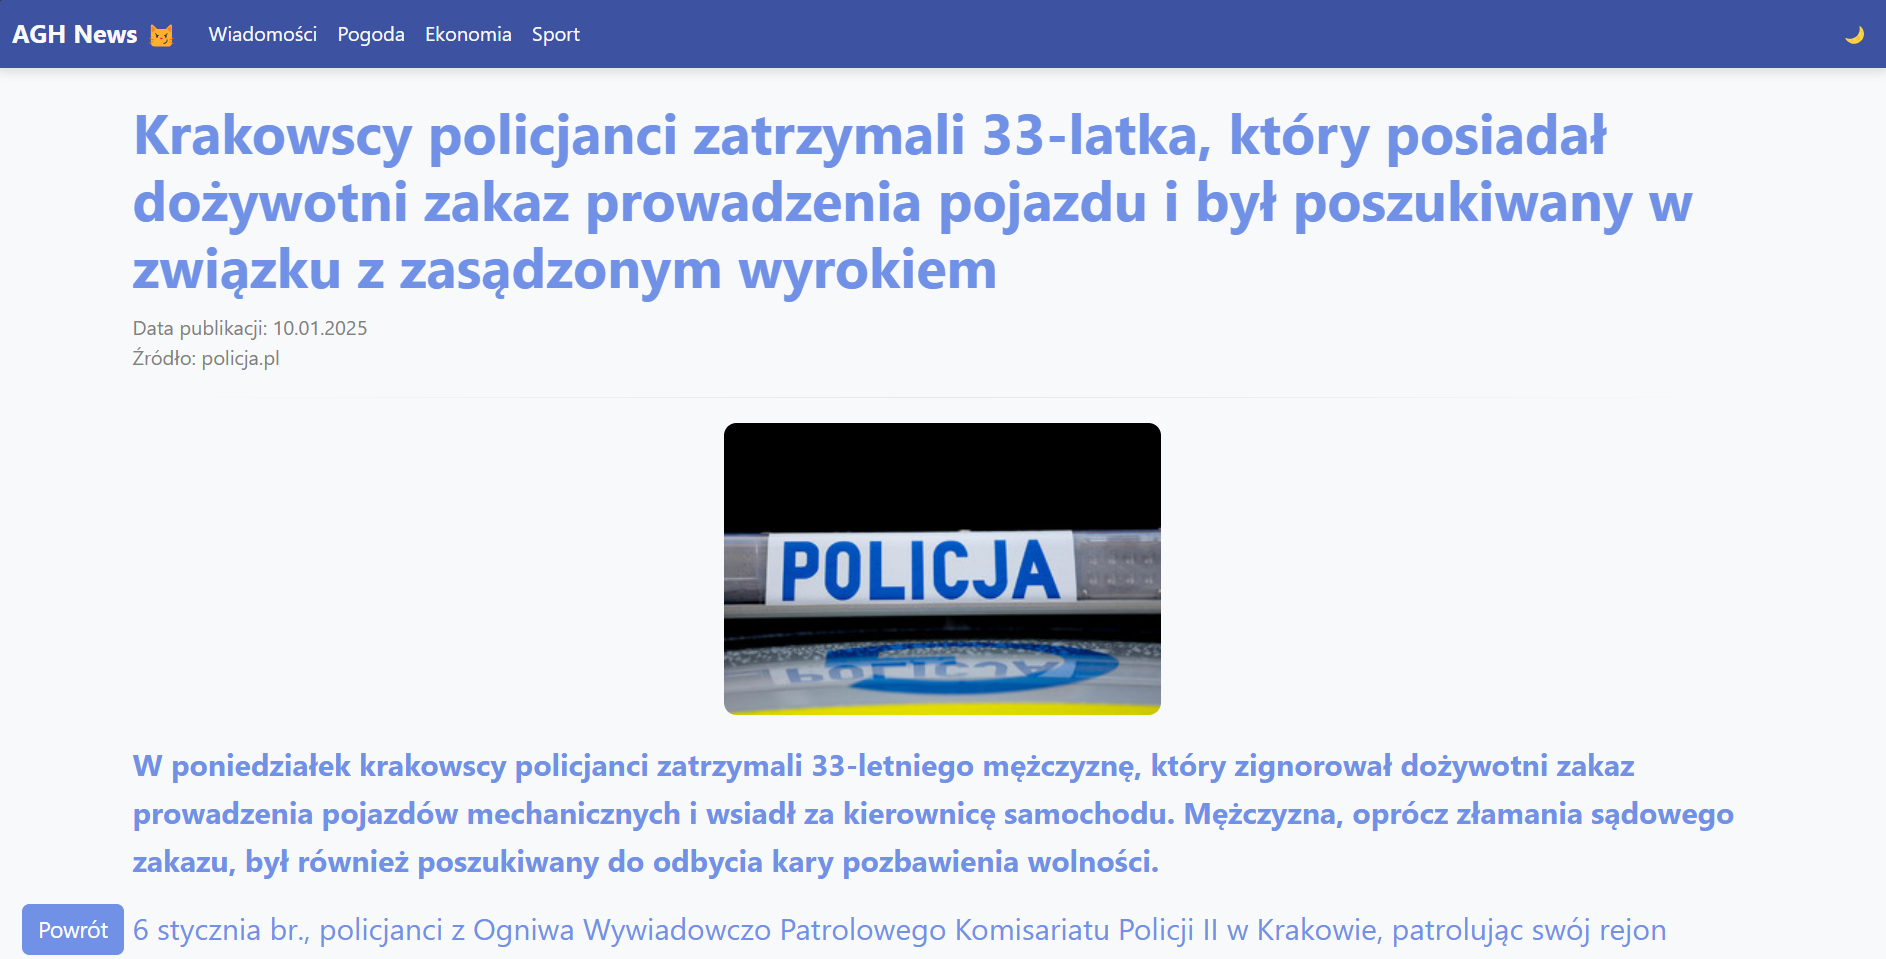 AGH News Wiadomości Pogoda Ekonomia Sport
Krakowscy policjanci zatrzymali 33-latka, który posiadał
dożywotni zakaz prowadzenia pojazdu i był poszukiwany w
związku z zasądzonym wyrokiem
Data publikacji: 10.01.2025
Źródło: policja.pl
POLICJA
POLICJA
W poniedziałek krakowscy policjanci zatrzymali 33-letniego mężczyznę, który zignorował dożywotni zakaz
prowadzenia pojazdów mechanicznych i wsiadł za kierownicę samochodu. Mężczyzna, oprócz złamania sądowego
zakazu, był również poszukiwany do odbycia kary pozbawienia wolności.
Powrót
6 stycznia br., policjanci z Ogniwa Wywiadowczo Patrolowego Komisariatu Policji II w Krakowie, patrolując swój rejon